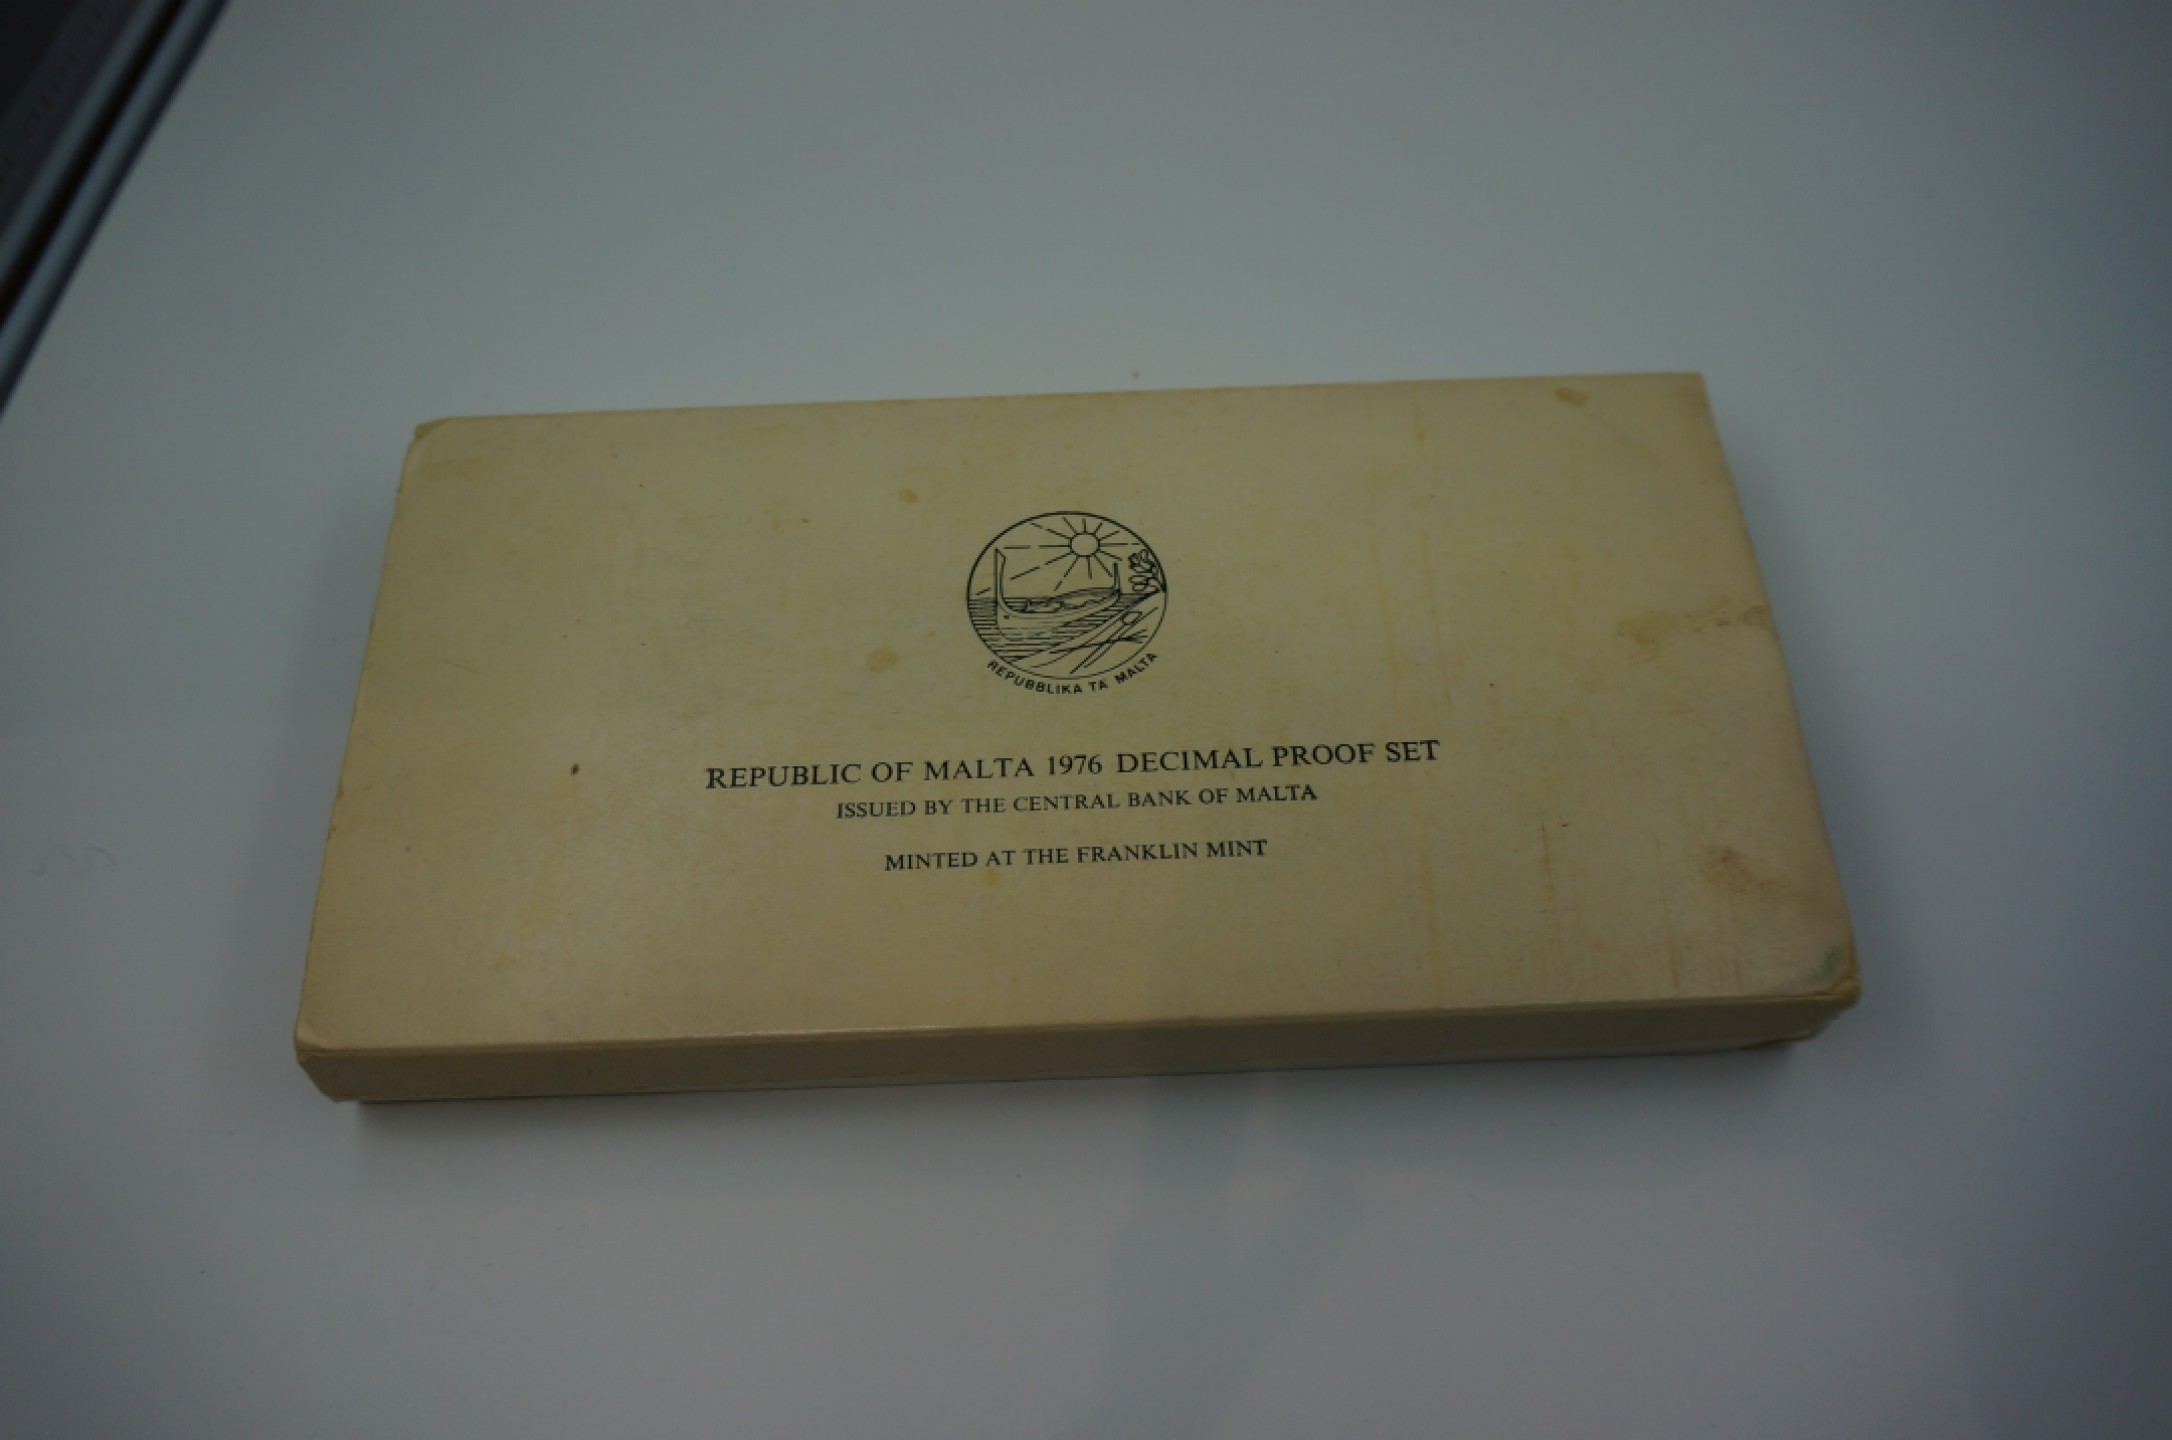 REPUBBLIKA TA MALTA
REPUBLIC OF MALTA 1976 DECIMAL PROOF SET
ISSUED BY THE CENTRAL BANK OF MALTA
MINTED AT THE FRANKLIN MINT